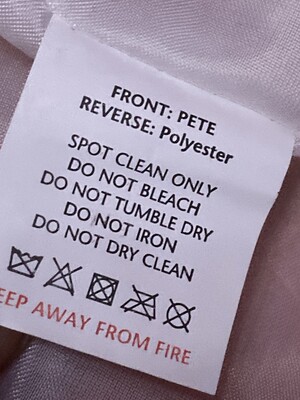 FRONT: PETE
REVERSE: Polyester
SPOT CLEAN ONLY
DO NOT BLEACH
DO NOT TUMBLE DRY
DO NOT IRON
DO NOT DRY CLEAN
EEP AWAY FROM FIRE